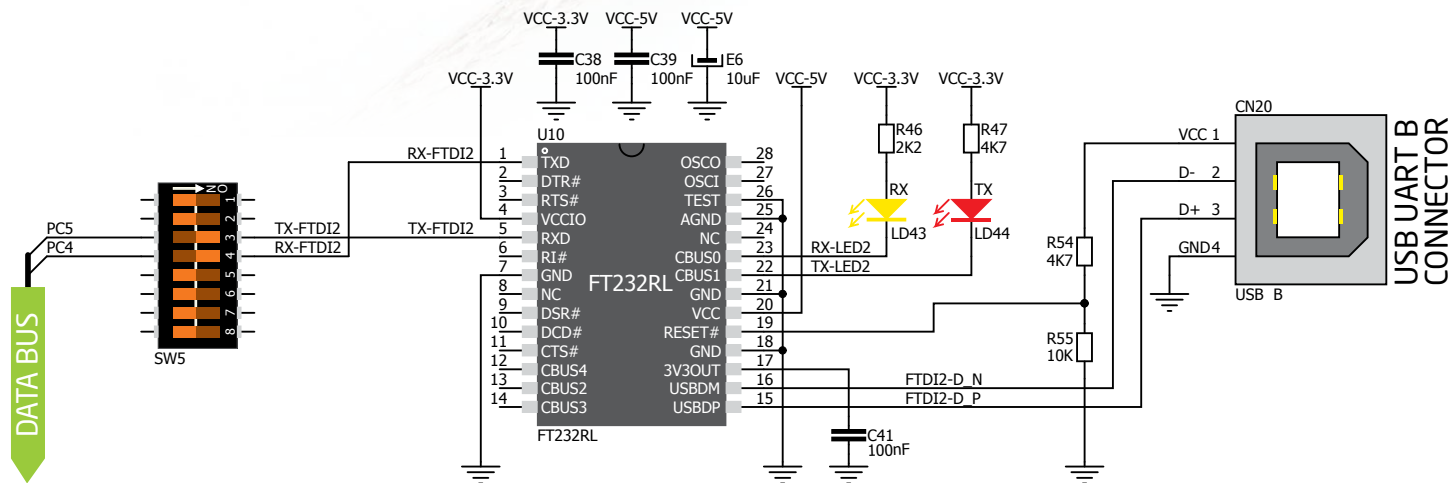 VCC-3.3V VCC-5V VCC-5V
C38 100nF
C39 100nF
E6 10uF
VCC-3.3V
VCC-5V
VCC-3.3V
VCC-3.3V
R46 2K2
R47 4K7
RX
LD43
TX
LD44
CN20
VCC 1
D- 2
D+ 3
GND 4
USB B
USB UART B
CONNECTOR
R54 4K7
R55 10K
U10
FT232RL
1 TXD
2 DTR#
3 RTS#
4 VCCIO
5 RXD
6 RI#
7 GND
8 NC
9 DSR#
10 DCD#
11 CTS#
12 CBUS4
13 CBUS2
14 CBUS3
OSCO 28
OSCI 27
TEST 26
AGND 25
NC 24
CBUS0 23
CBUS1 22
GND 21
VCC 20
RESET# 19
GND 18
3V3OUT 17
USBDM 16
USBDP 15
FT232RL
RX-LED2
TX-LED2
FTDI2-D_N
FTDI2-D_P
C41 100nF
RX-FTDI2
TX-FTDI2
TX-FTDI2
RX-FTDI2
PC5
PC4
ON
1
2
3
4
5
6
7
8
SW5
DATA BUS